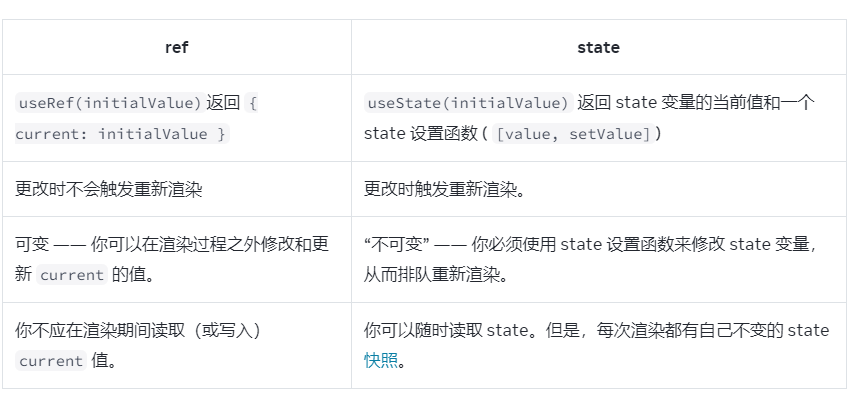 ref
state
useRef(initialValue)返回 {
current: initialValue }
useState(initialValue) 返回 state 变量的当前值和一个
state 设置函数 ( [value, setValue])
更改时不会触发重新渲染
更改时触发重新渲染。
可变 —— 你可以在渲染过程之外修改和更
新 current 的值。
“不可变” —— 你必须使用 state 设置函数来修改 state 变量，
从而排队重新渲染。
你不应在渲染期间读取（或写入）
current 值。
你可以随时读取 state。但是，每次渲染都有自己不变的 state
快照。